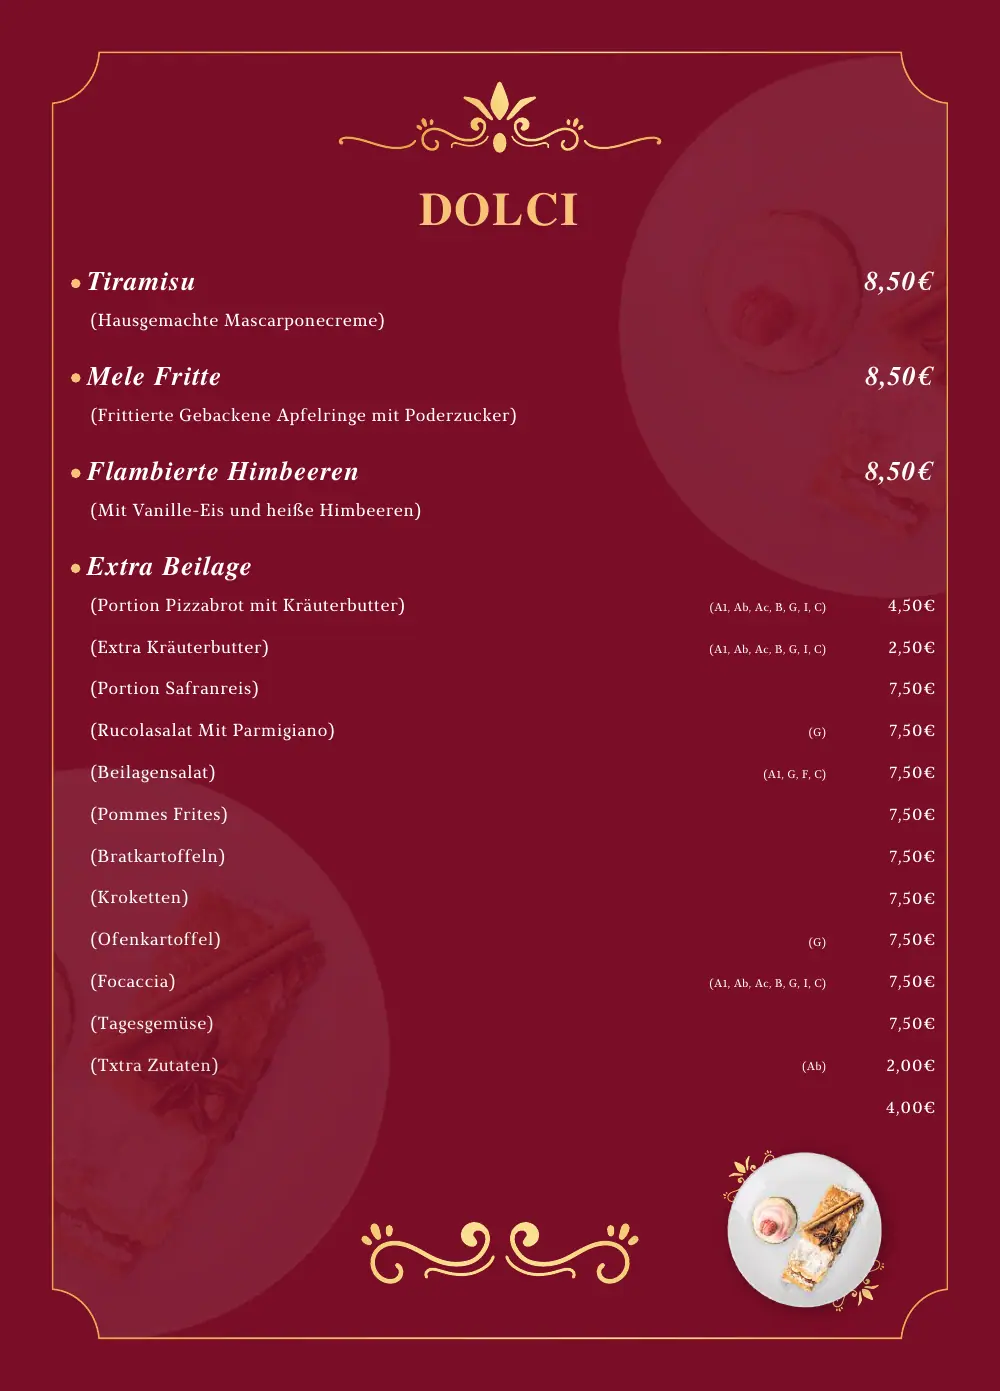 DOLCI
Tiramisu 8,50€
(Hausgemachte Mascarponecreme)
Mele Fritte 8,50€
(Frittierte Gebackene Apfelringe mit Poderzucker)
Flambierte Himbeeren 8,50€
(Mit Vanille-Eis und heiße Himbeeren)
Extra Beilage
(Portion Pizzabrot mit Kräuterbutter) (A1, Ab, Ac, B, G, I, C) 4,50€
(Extra Kräuterbutter) (A1, Ab, Ac, B, G, I, C) 2,50€
(Portion Safranreis) 7,50€
(Rucolasalat Mit Parmigiano) (G) 7,50€
(Beilagensalat) (A1, G, F, C) 7,50€
(Pommes Frites) 7,50€
(Bratkartoffeln) 7,50€
(Kroketten) 7,50€
(Ofenkartoffel) (G) 7,50€
(Focaccia) (A1, Ab, Ac, B, G, I, C) 7,50€
(Tagesgemüse) 7,50€
(Txtra Zutaten) (Ab) 2,00€
4,00€